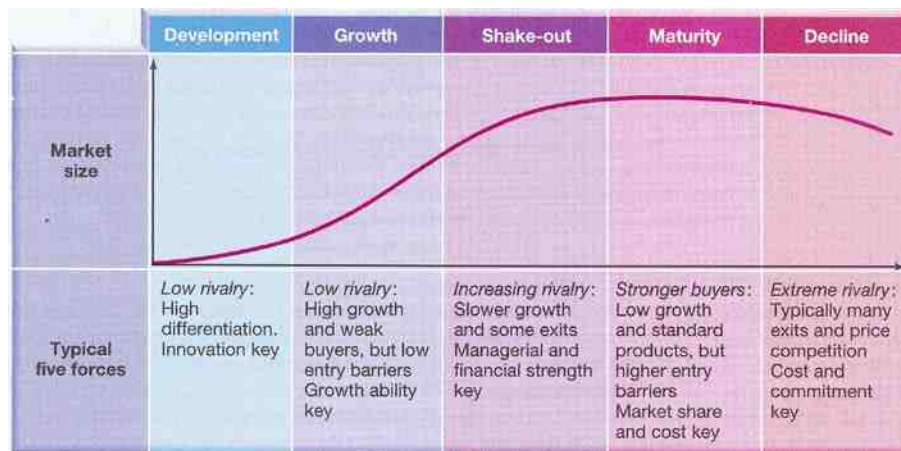 Development
Growth
Shake-out
Maturity
Decline
Market
size
Typical
five forces
Low rivalry:
High
differentiation.
Innovation key
Low rivalry:
High growth
and weak
buyers, but low
entry barriers
Growth ability
key
Increasing rivalry:
Slower growth
and some exits
Managerial and
financial strength
key
Stronger buyers:
Low growth
and standard
products, but
higher entry
barriers
Market share
and cost key
Extreme rivalry:
Typically many
exits and price
competition
Cost and
commitment
key